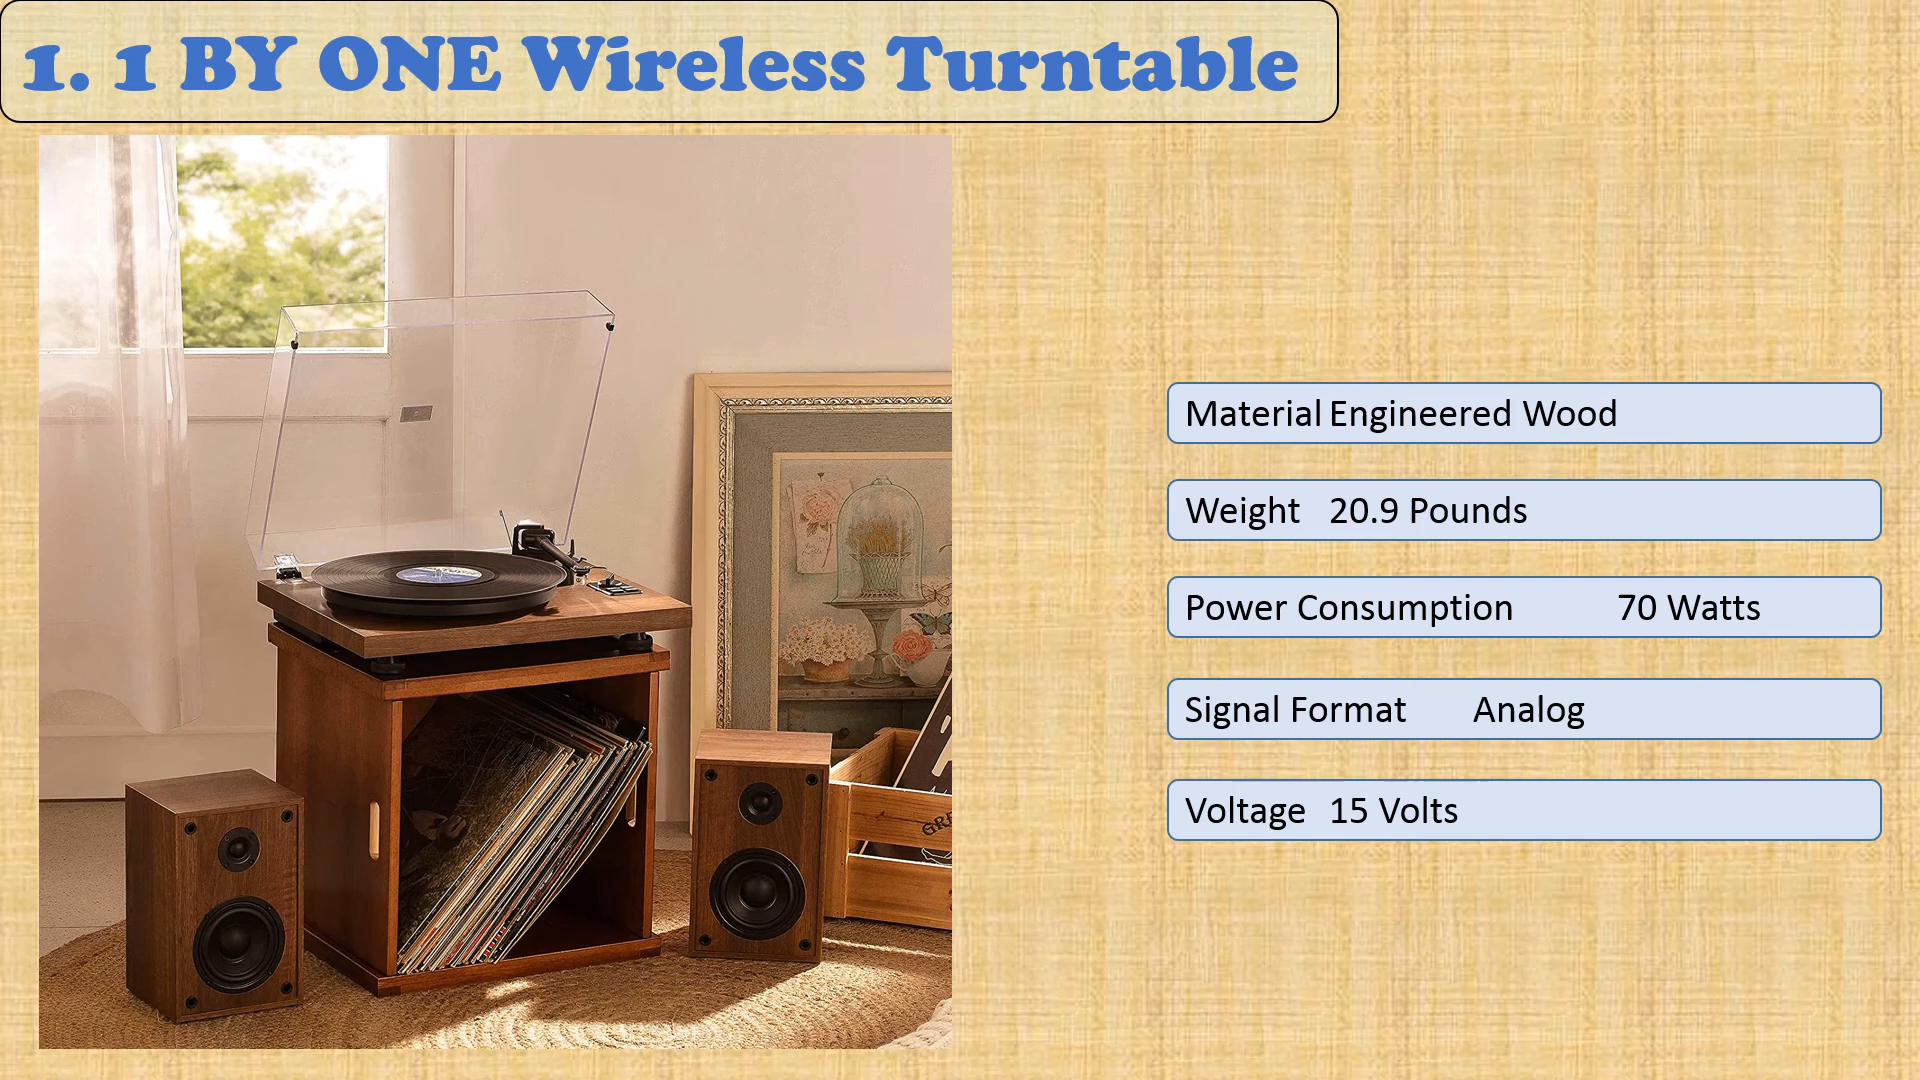 1. 1 BY ONE Wireless Turntable
Material Engineered Wood
Weight 20.9 Pounds
Power Consumption 70 Watts
Signal Format Analog
Voltage 15 Volts